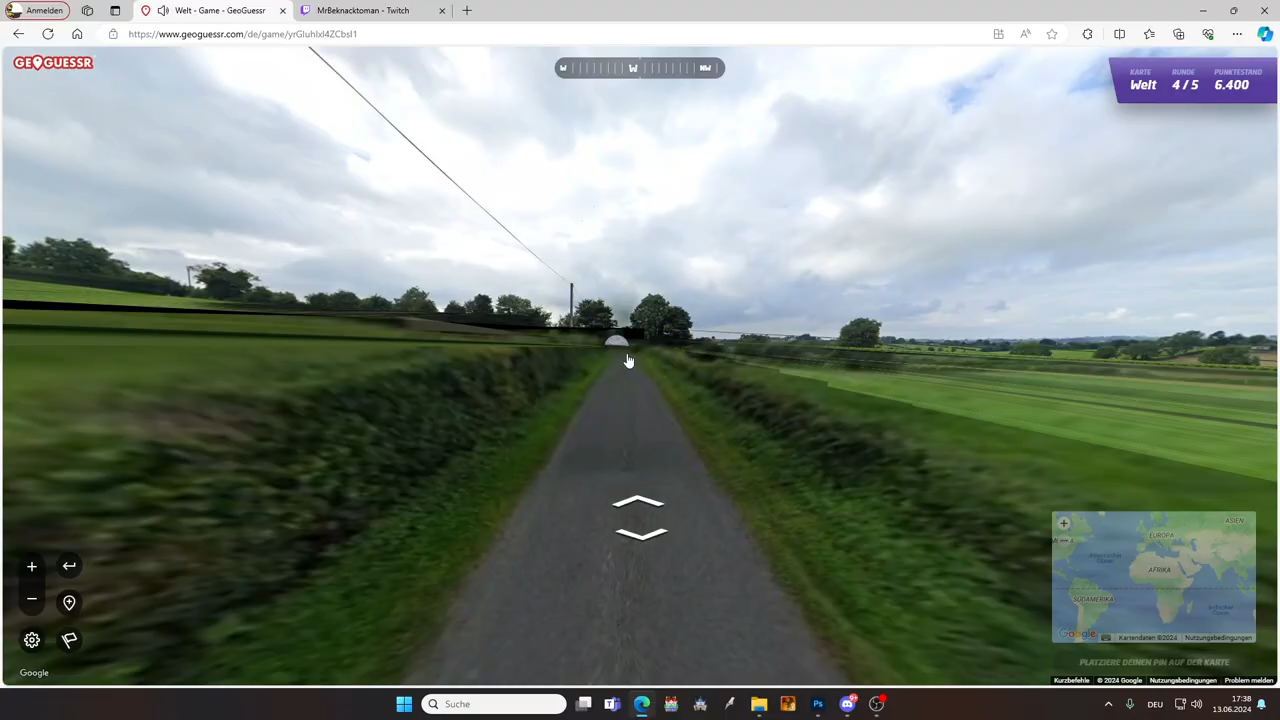 Anmelden
Welt - Game - GeoGuessr
MrBeknacktoman - Twitch
https://www.geoguessr.com/de/game/yrGluhlxl4ZCbsI1
GEOGUESSR
W
W
NW
KARTE
RUNDE
PUNKTESTAND
Welt
4 / 5
6.400
ASIEN
EUROPA
AFRIKA
SÜDAMERIKA
Google
Kartendaten ©2024
Nutzungsbedingungen
PLATZIERE DEINEN PIN AUF DER KARTE
Google
Kurzbefehle
© 2024 Google
Nutzungsbedingungen
Problem melden
Suche
DEU
17:38
13.06.2024